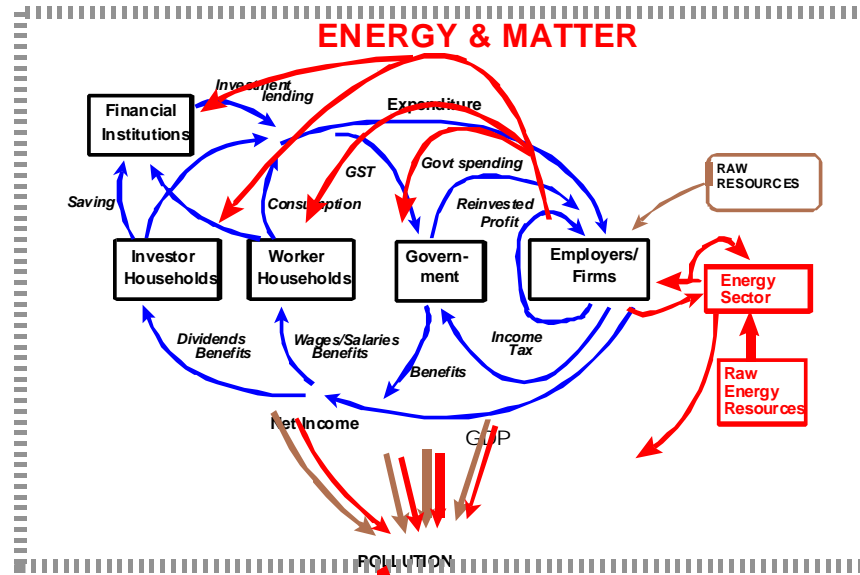 ENERGY & MATTER
Investment
lending
Expenditure
Financial
Institutions
GST
Govt spending
RAW
RESOURCES
Saving
Consumption
Reinvested
Profit
Investor
Households
Worker
Households
Govern-
ment
Employers/
Firms
Energy
Sector
Dividends
Benefits
Wages/Salaries
Benefits
Income
Tax
Benefits
Raw
Energy
Resources
Net Income
GDP
POLLUTION